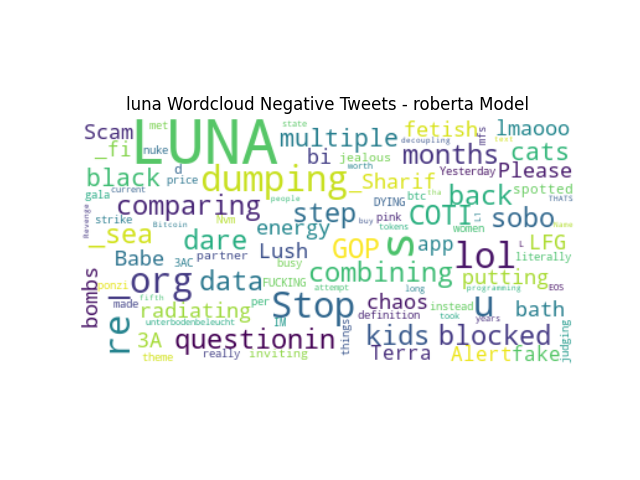 luna Wordcloud Negative Tweets - roberta Model
Scam met LUNA state multiple decoupling fetish mfs lmaooo
_fi nuke bi jealous months test cats
black d price dumping _Sharif Yesterday Please
gala current people back spotted
Revenge comparing step DYING btc tha THATS
strike Bitcoin Nvm energy buy pink COTI L1 sobo name
_sea dare tokens women
Babe 3AC partner Lush GOP s app lol L LFG
busy literally
bombs re_org data FUCKING combining putting
ponzi per attempt long programming EOS
made fifth radiating Stop chaos instead u bath
unterbodenbeleucht IM definition took years
3A questionin things kids blocked judging
theme really inviting Terra Alert fake
worth